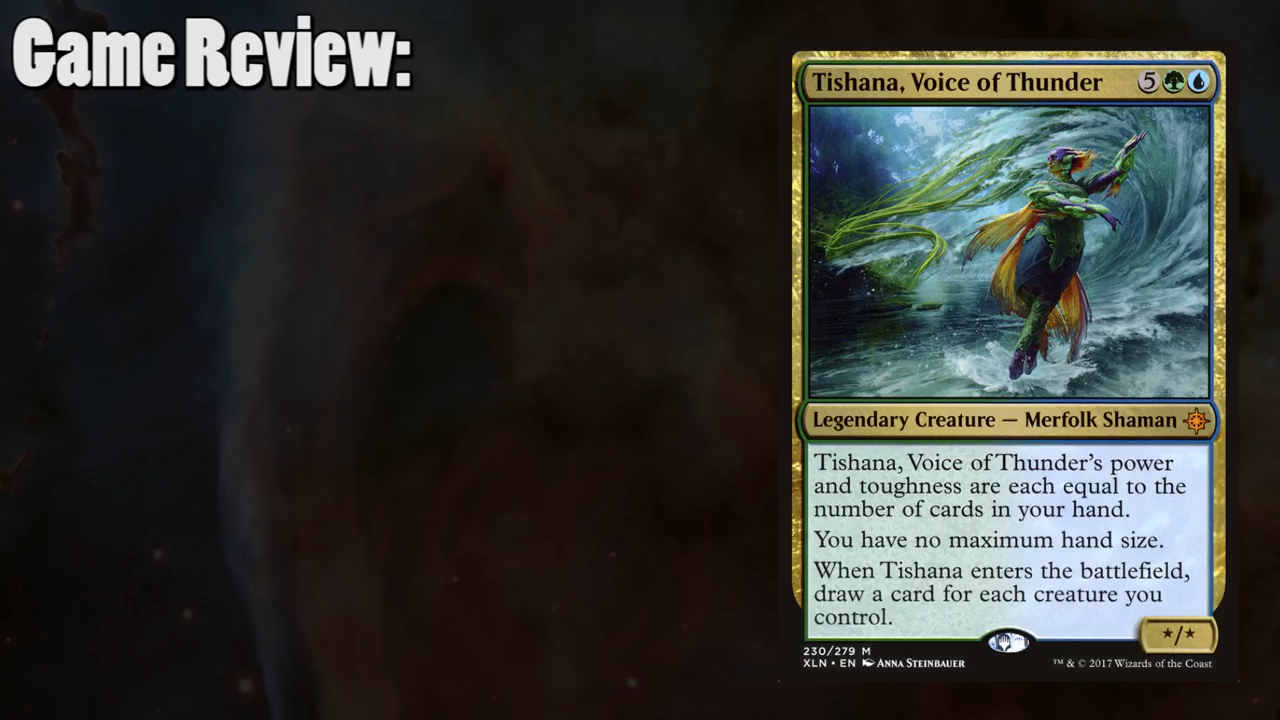 Game Review:
Tishana, Voice of Thunder 5
Legendary Creature — Merfolk Shaman
Tishana, Voice of Thunder's power
and toughness are each equal to the
number of cards in your hand.
You have no maximum hand size.
When Tishana enters the battlefield,
draw a card for each creature you
control.
★/★
230/279 M
XLN • EN Anna Steinbauer
™ & © 2017 Wizards of the Coast